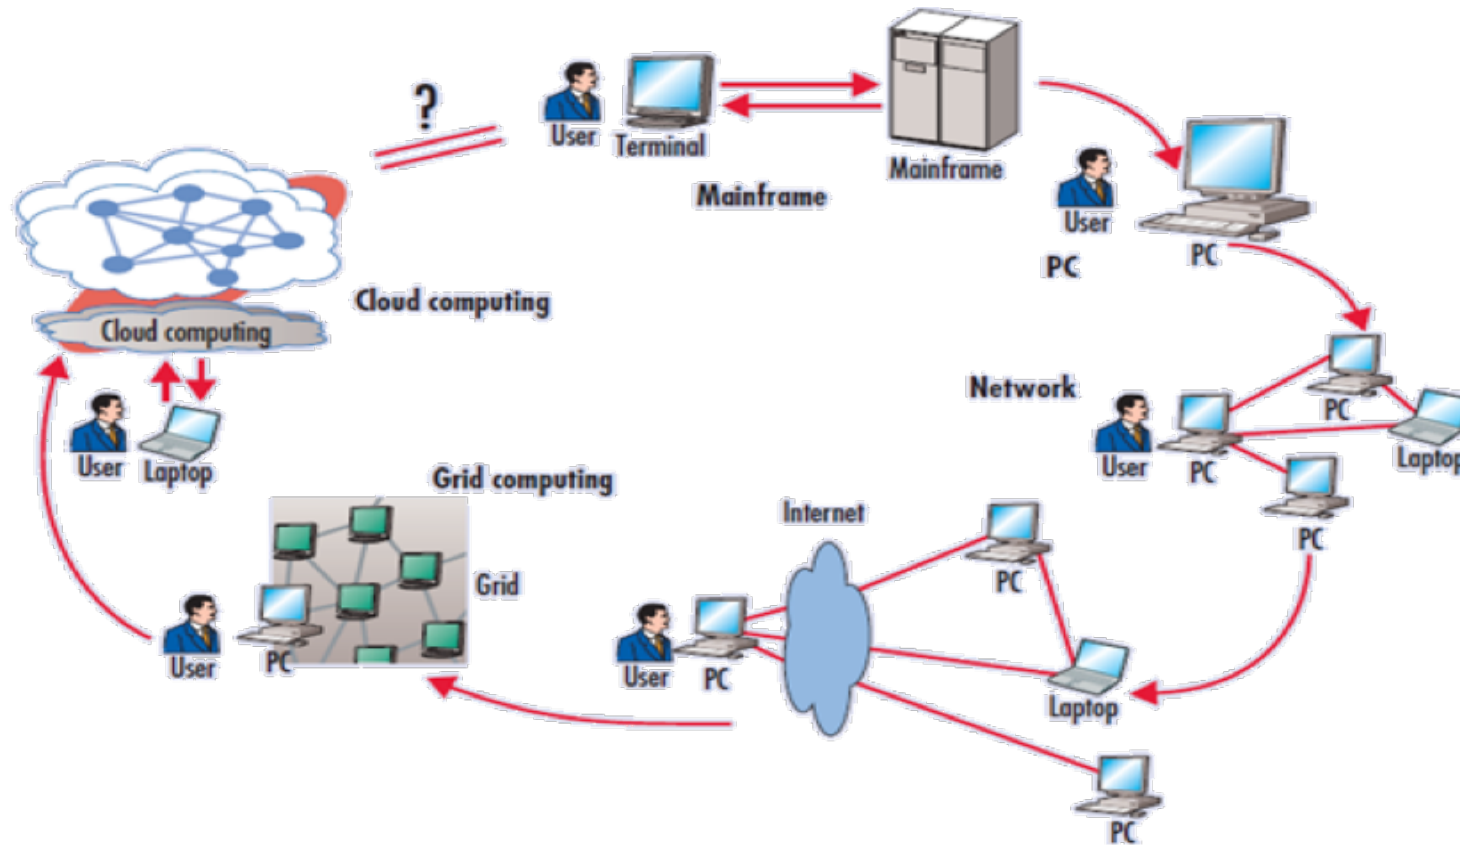 ?
User
Terminal
Mainframe
Mainframe
User
PC
PC
Cloud computing
Cloud computing
User
Laptop
Network
User
PC
PC
Laptop
PC
Grid computing
Grid
User
PC
Internet
User
PC
PC
Laptop
PC